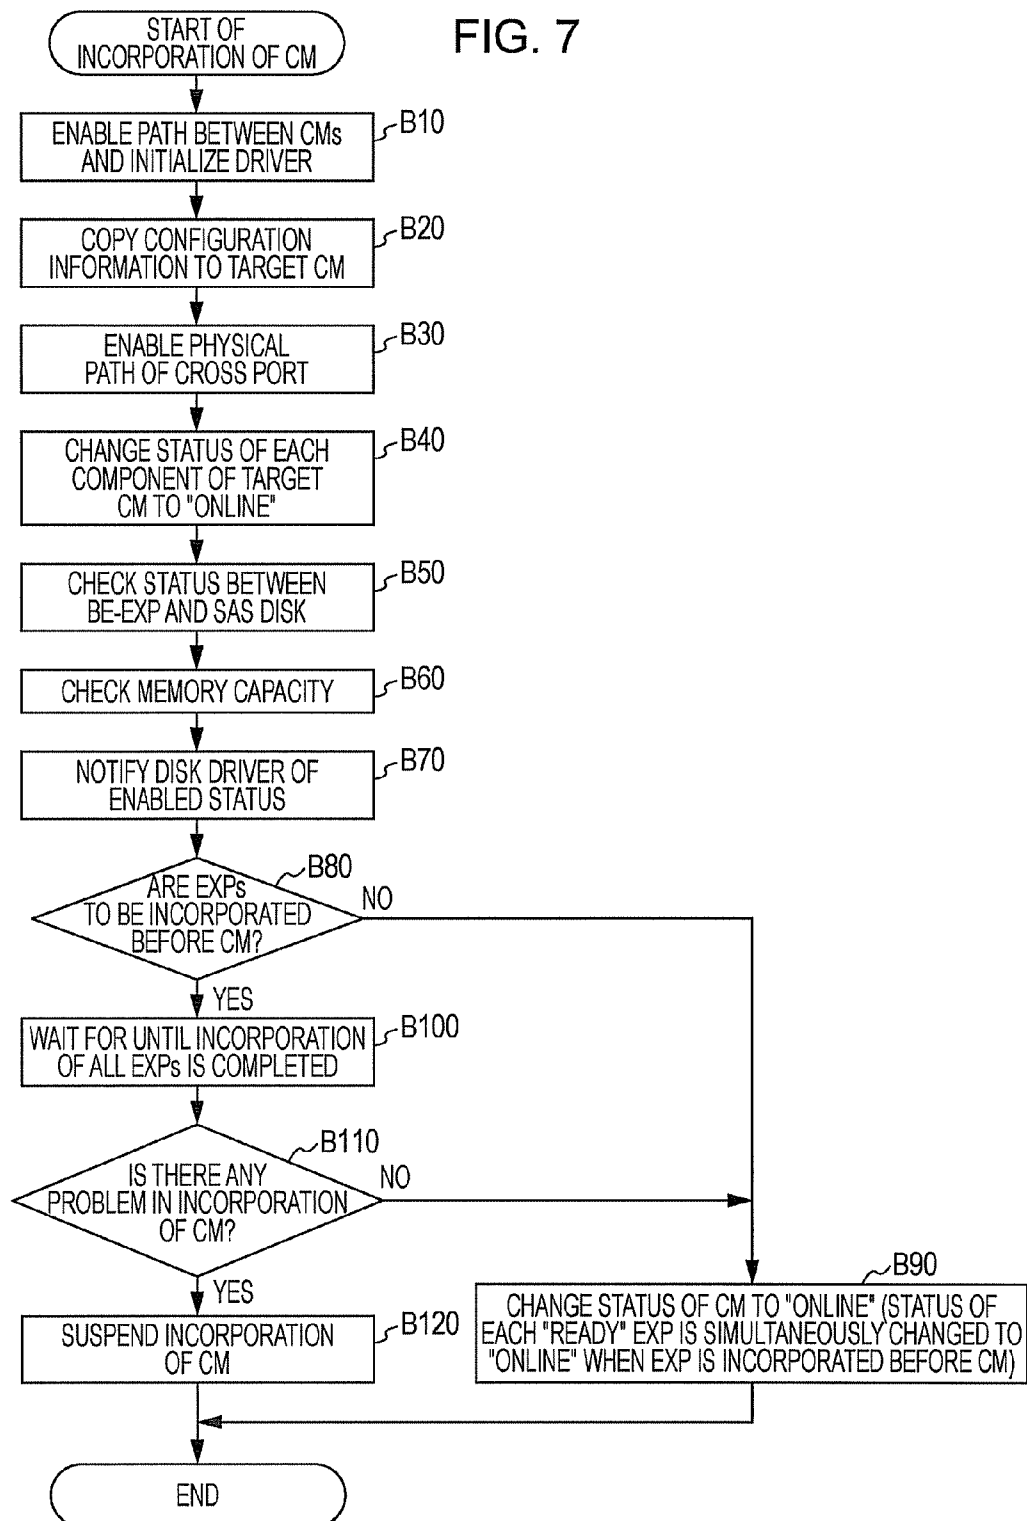 FIG. 7
START OF
INCORPORATION OF CM
B10
ENABLE PATH BETWEEN CMs
AND INITIALIZE DRIVER
B20
COPY CONFIGURATION
INFORMATION TO TARGET CM
B30
ENABLE PHYSICAL
PATH OF CROSS PORT
B40
CHANGE STATUS OF EACH
COMPONENT OF TARGET
CM TO "ONLINE"
B50
CHECK STATUS BETWEEN
BE-EXP AND SAS DISK
B60
CHECK MEMORY CAPACITY
B70
NOTIFY DISK DRIVER OF
ENABLED STATUS
B80
ARE EXPs
TO BE INCORPORATED
BEFORE CM?
NO
YES
B100
WAIT FOR UNTIL INCORPORATION
OF ALL EXPs IS COMPLETED
B110
IS THERE ANY
PROBLEM IN INCORPORATION
OF CM?
NO
YES
B120
SUSPEND INCORPORATION
OF CM
B90
CHANGE STATUS OF CM TO "ONLINE" (STATUS OF
EACH "READY" EXP IS SIMULTANEOUSLY CHANGED TO
"ONLINE" WHEN EXP IS INCORPORATED BEFORE CM)
END